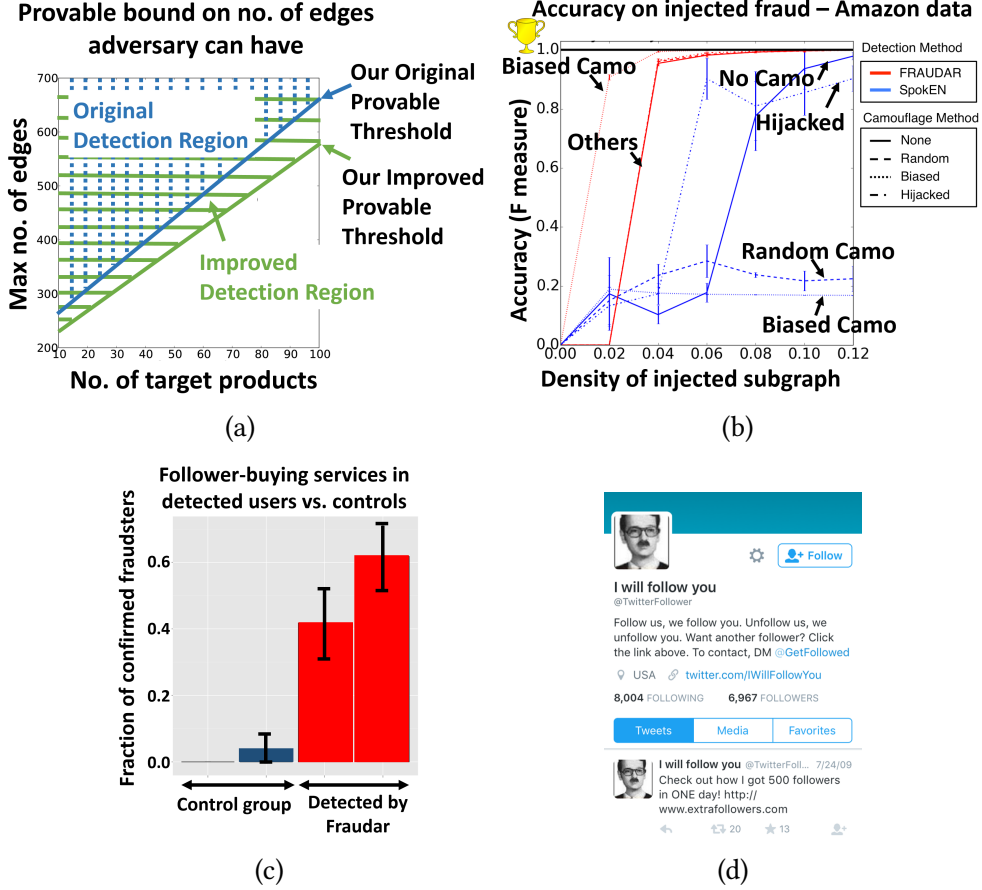 Provable bound on no. of edges
adversary can have
700
600
500
400
300
200
10 20 30 40 50 60 70 80 90 100
Max no. of edges
No. of target products
Original
Detection Region
Our Original
Provable
Threshold
Our Improved
Provable
Threshold
Improved
Detection Region
(a)
Accuracy on injected fraud – Amazon data
1.0
0.8
0.6
0.4
0.2
0.0
0.00 0.02 0.04 0.06 0.08 0.10 0.12
Accuracy (F measure)
Density of injected subgraph
Biased Camo
Others
No Camo
Hijacked
Random Camo
Biased Camo
Detection Method
FRAUDAR
SpokEN
Camouflage Method
None
Random
Biased
Hijacked
(b)
Follower-buying services in
detected users vs. controls
Fraction of confirmed fraudsters
0.6
0.4
0.2
0.0
Control group
Detected by
Fraudar
(c)
Follow
I will follow you
@TwitterFollower
Follow us, we follow you. Unfollow us, we
unfollow you. Want another follower? Click
the link above. To contact, DM @GetFollowed
USA twitter.com/IWillFollowYou
8,004 FOLLOWING 6,967 FOLLOWERS
Tweets Media Favorites
I will follow you @TwitterFoll... 7/24/09
Check out how I got 500 followers
in ONE day! http://
www.extrafollowers.com
20 13
(d)